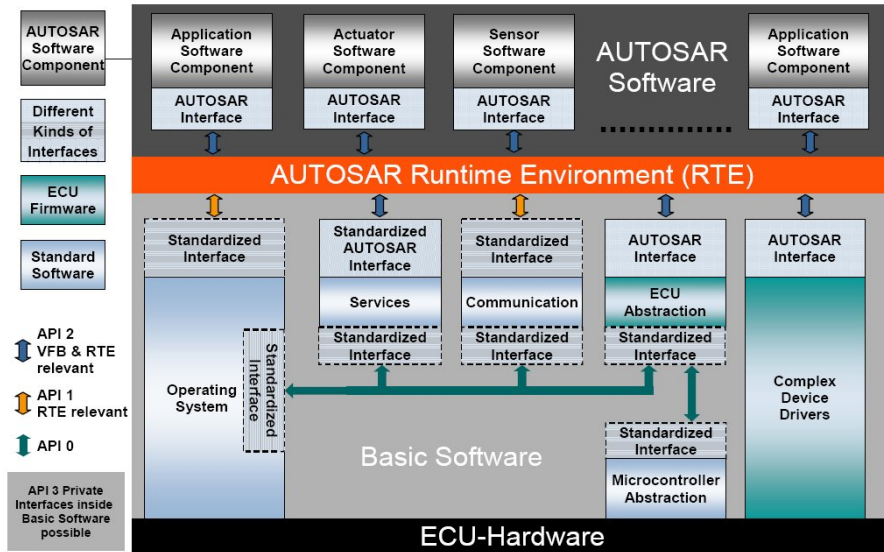 AUTOSAR
Software
Component
Different
Kinds of
Interfaces
ECU
Firmware
Standard
Software
API 2
VFB & RTE
relevant
API 1
RTE relevant
API 0
API 3 Private
Interfaces inside
Basic Software
possible
Application
Software
Component
AUTOSAR
Interface
Actuator
Software
Component
AUTOSAR
Interface
Sensor
Software
Component
AUTOSAR
Interface
AUTOSAR
Software
Application
Software
Component
AUTOSAR
Interface
AUTOSAR Runtime Environment (RTE)
Standardized
Interface
Operating
System
Standardized
Interface
Standardized
AUTOSAR
Interface
Services
Standardized
Interface
Standardized
Interface
Communication
Standardized
Interface
AUTOSAR
Interface
ECU
Abstraction
Standardized
Interface
Standardized
Interface
Microcontroller
Abstraction
AUTOSAR
Interface
Complex
Device
Drivers
Basic Software
ECU-Hardware